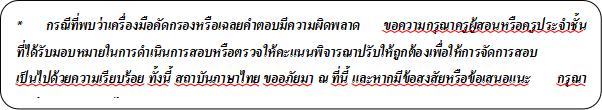 * กรณีที่พบว่าเครื่องมือคัดกรองหรือเฉลยคำตอบมีความผิดพลาด ขอความกรุณาครูผู้สอนหรือครูประจำชั้น
ที่ได้รับมอบหมายในการดำเนินการสอบหรือตรวจให้คะแนนพิจารณาปรับให้ถูกต้องเพื่อให้การจัดการสอบ
เป็นไปด้วยความเรียบร้อย ทั้งนี้ สถาบันภาษาไทย ขออภัยมา ณ ที่นี้ และหากมีข้อสงสัยหรือข้อเสนอแนะ กรุณา